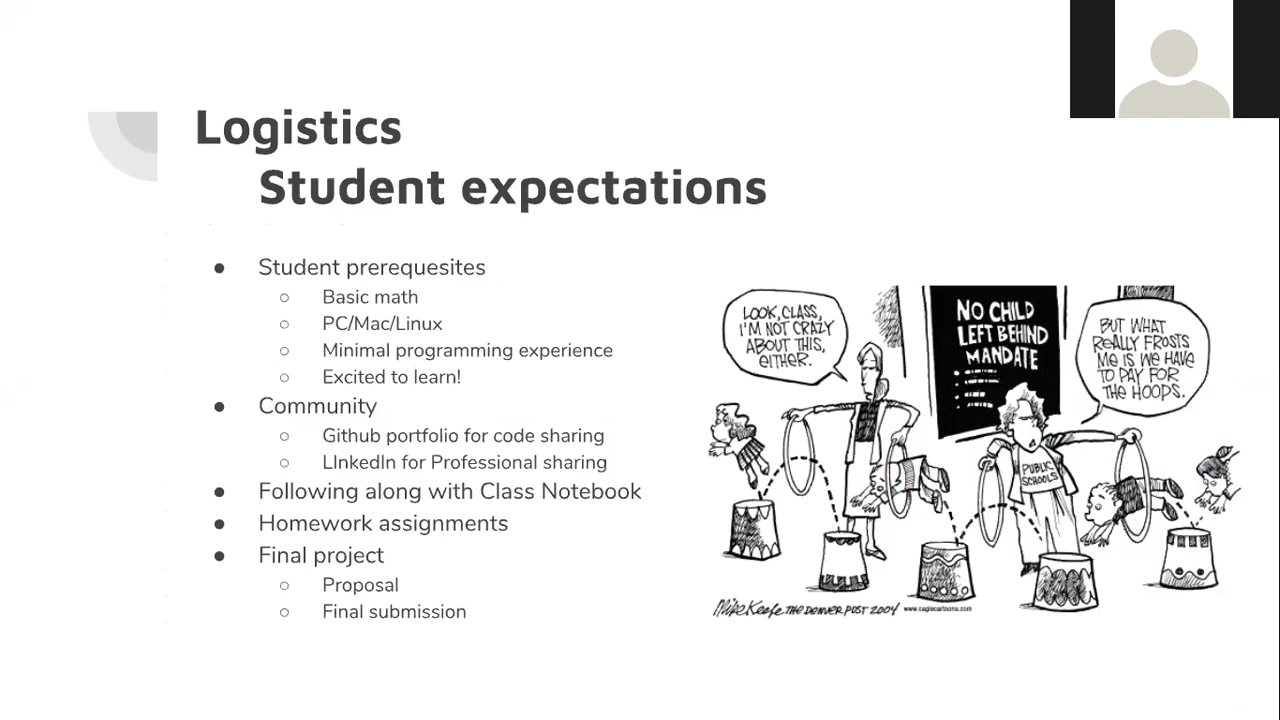 Logistics
Student expectations
● Student prerequesites
○ Basic math
○ PC/Mac/Linux
○ Minimal programming experience
○ Excited to learn!
● Community
○ Github portfolio for code sharing
○ LInkedIn for Professional sharing
● Following along with Class Notebook
● Homework assignments
● Final project
○ Proposal
○ Final submission
LOOK, CLASS,
I'M NOT CRAZY
ABOUT THIS,
EITHER.
NO CHILD
LEFT BEHIND
MANDATE
BUT WHAT
REALLY FROSTS
ME IS WE HAVE
TO PAY FOR
THE HOOPS.
PUBLIC
SCHOOLS
Mike Keefe THE DENVER POST 2004 www.caglecartoons.com